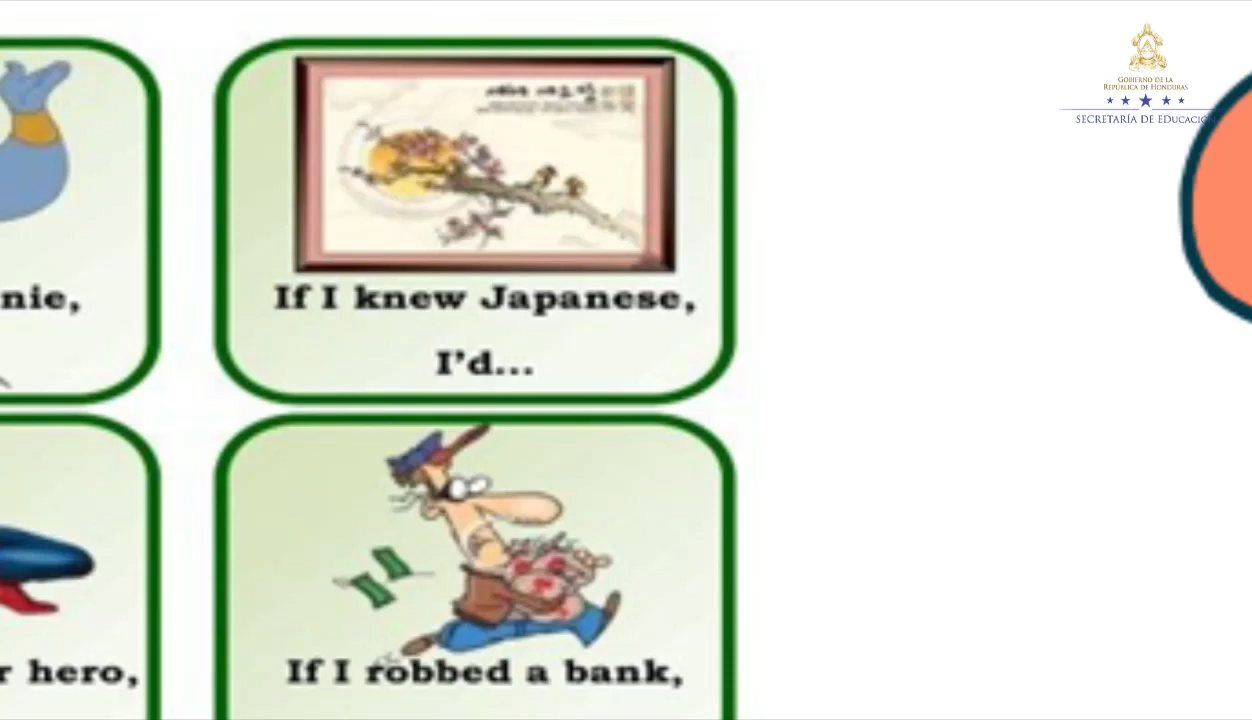 GOBIERNO DE LA
REPÚBLICA DE HONDURAS
SECRETARÍA DE EDUCACIÓN
nie,
If I knew Japanese,
I'd...
r hero,
If I robbed a bank,